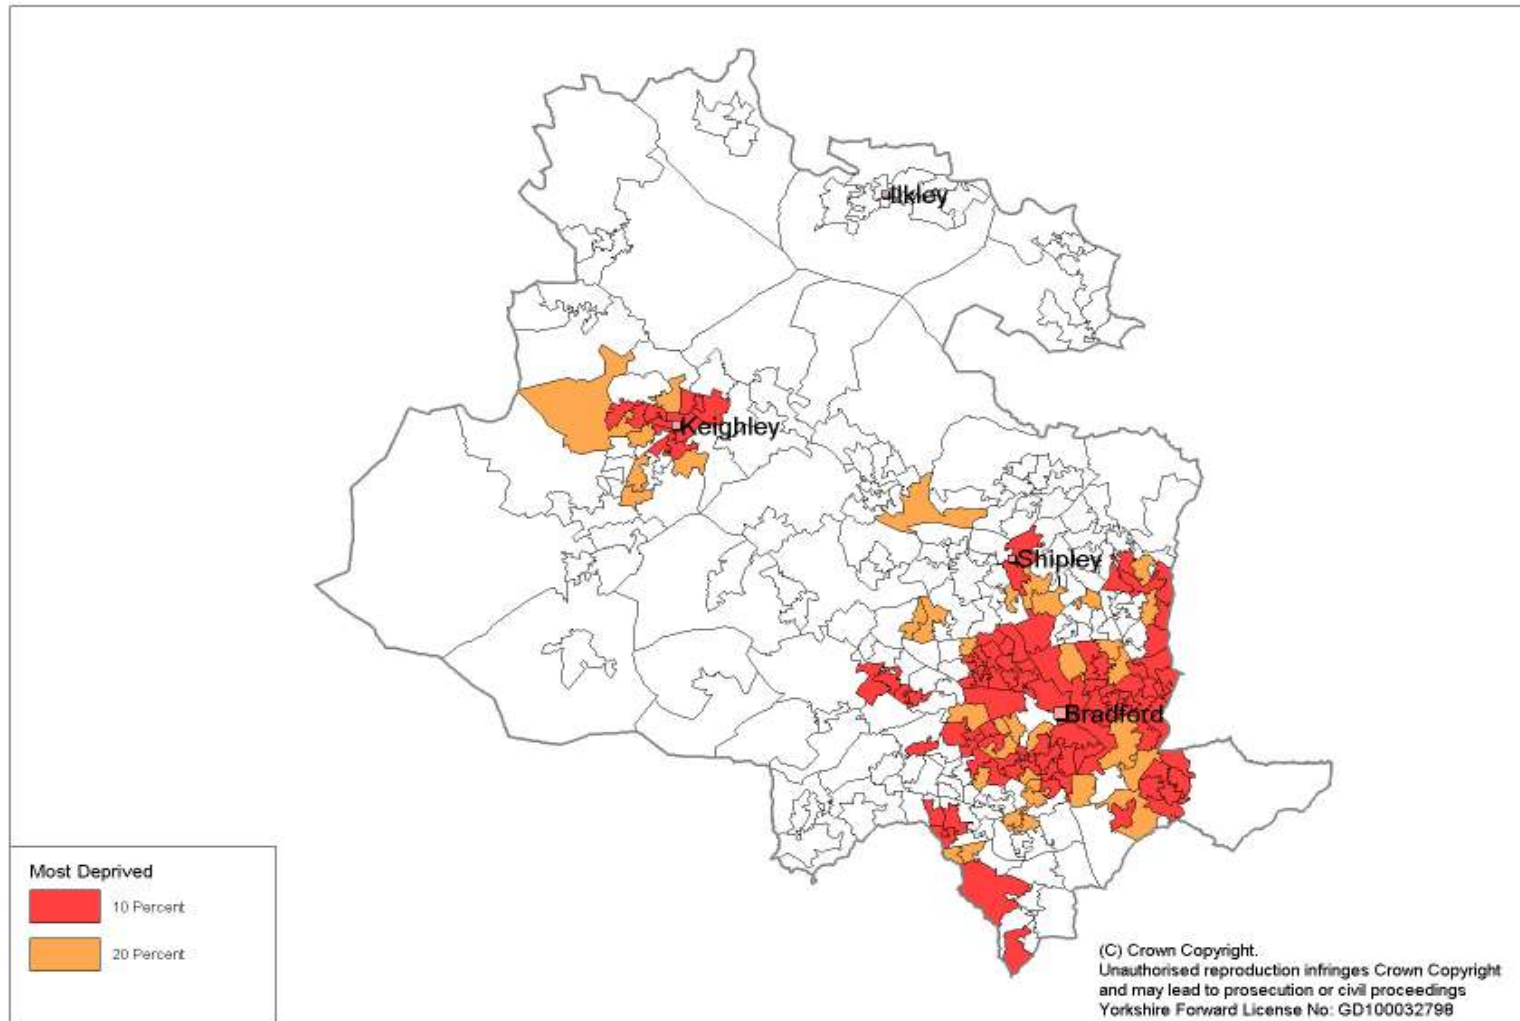 Ilkley
Keighley
Shipley
Bradford
Most Deprived
10 Percent
20 Percent
(C) Crown Copyright.
Unauthorised reproduction infringes Crown Copyright
and may lead to prosecution or civil proceedings
Yorkshire Forward License No: GD100032798